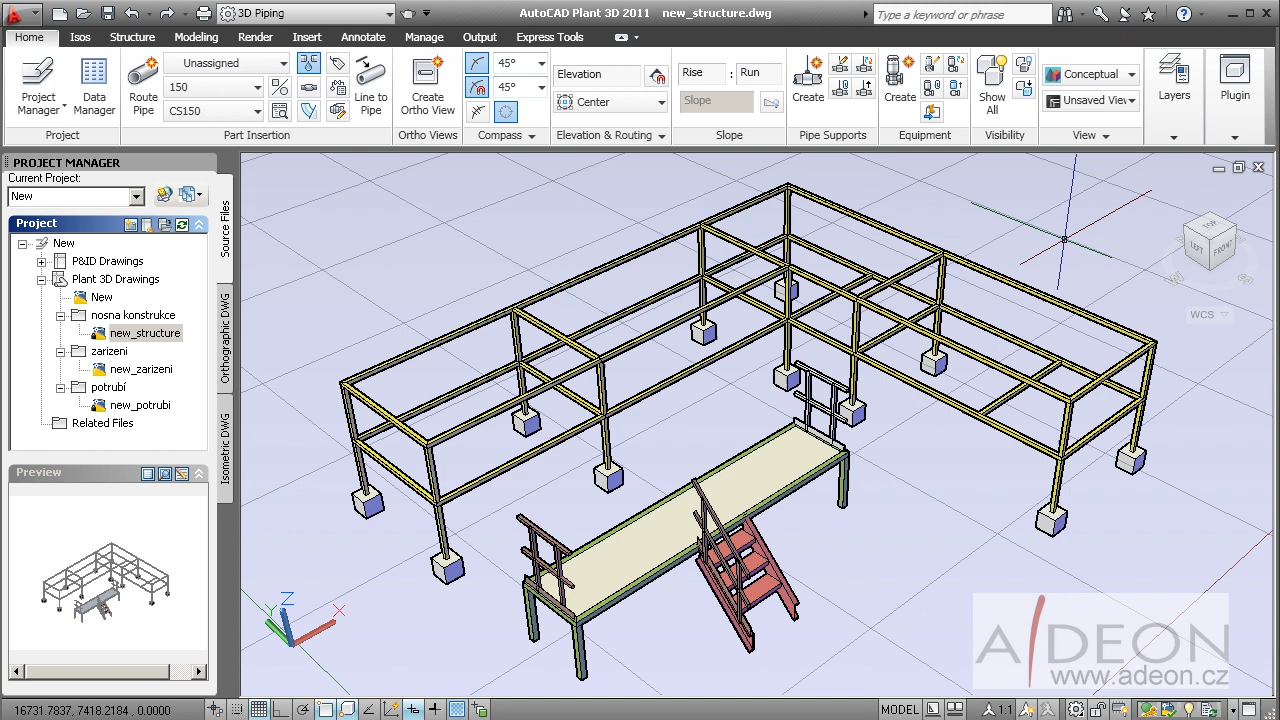 3D Piping
AutoCAD Plant 3D 2011 new_structure.dwg
Type a keyword or phrase
Home Isos Structure Modeling Render Insert Annotate Manage Output Express Tools
Project Manager
Data Manager
Route Pipe
Unassigned
150
CS150
Line to Pipe
Create Ortho View
45°
45°
Elevation
Center
Rise : Run
Slope
Create
Create
Show All
Conceptual
Unsaved View
Layers
Plugin
Project Part Insertion Ortho Views Compass Elevation & Routing Slope Pipe Supports Equipment Visibility View
PROJECT MANAGER
Current Project:
New
Project
New
P&ID Drawings
Plant 3D Drawings
New
nosna konstrukce
new_structure
zarizeni
new_zarizeni
potrubí
new_potrubi
Related Files
Source Files
Orthographic DWG
Isometric DWG
Preview
TOP
LEFT
FRONT
WCS
Z
Y
X
ADEON
www.adeon.cz
16731.7837, 7418.2184 , 0.0000
MODEL
1:1